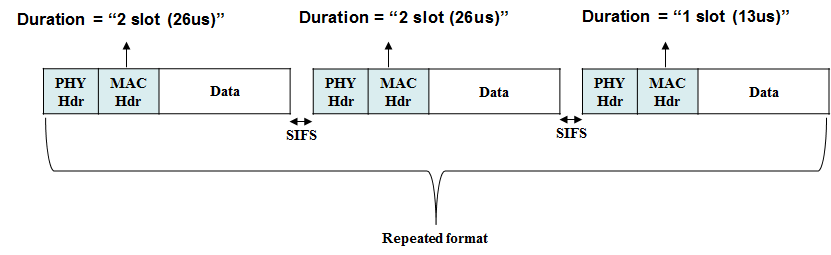 Duration = “2 slot (26us)”
Duration = “2 slot (26us)”
Duration = “1 slot (13us)”
PHY Hdr
MAC Hdr
Data
PHY Hdr
MAC Hdr
Data
PHY Hdr
MAC Hdr
Data
SIFS
SIFS
Repeated format